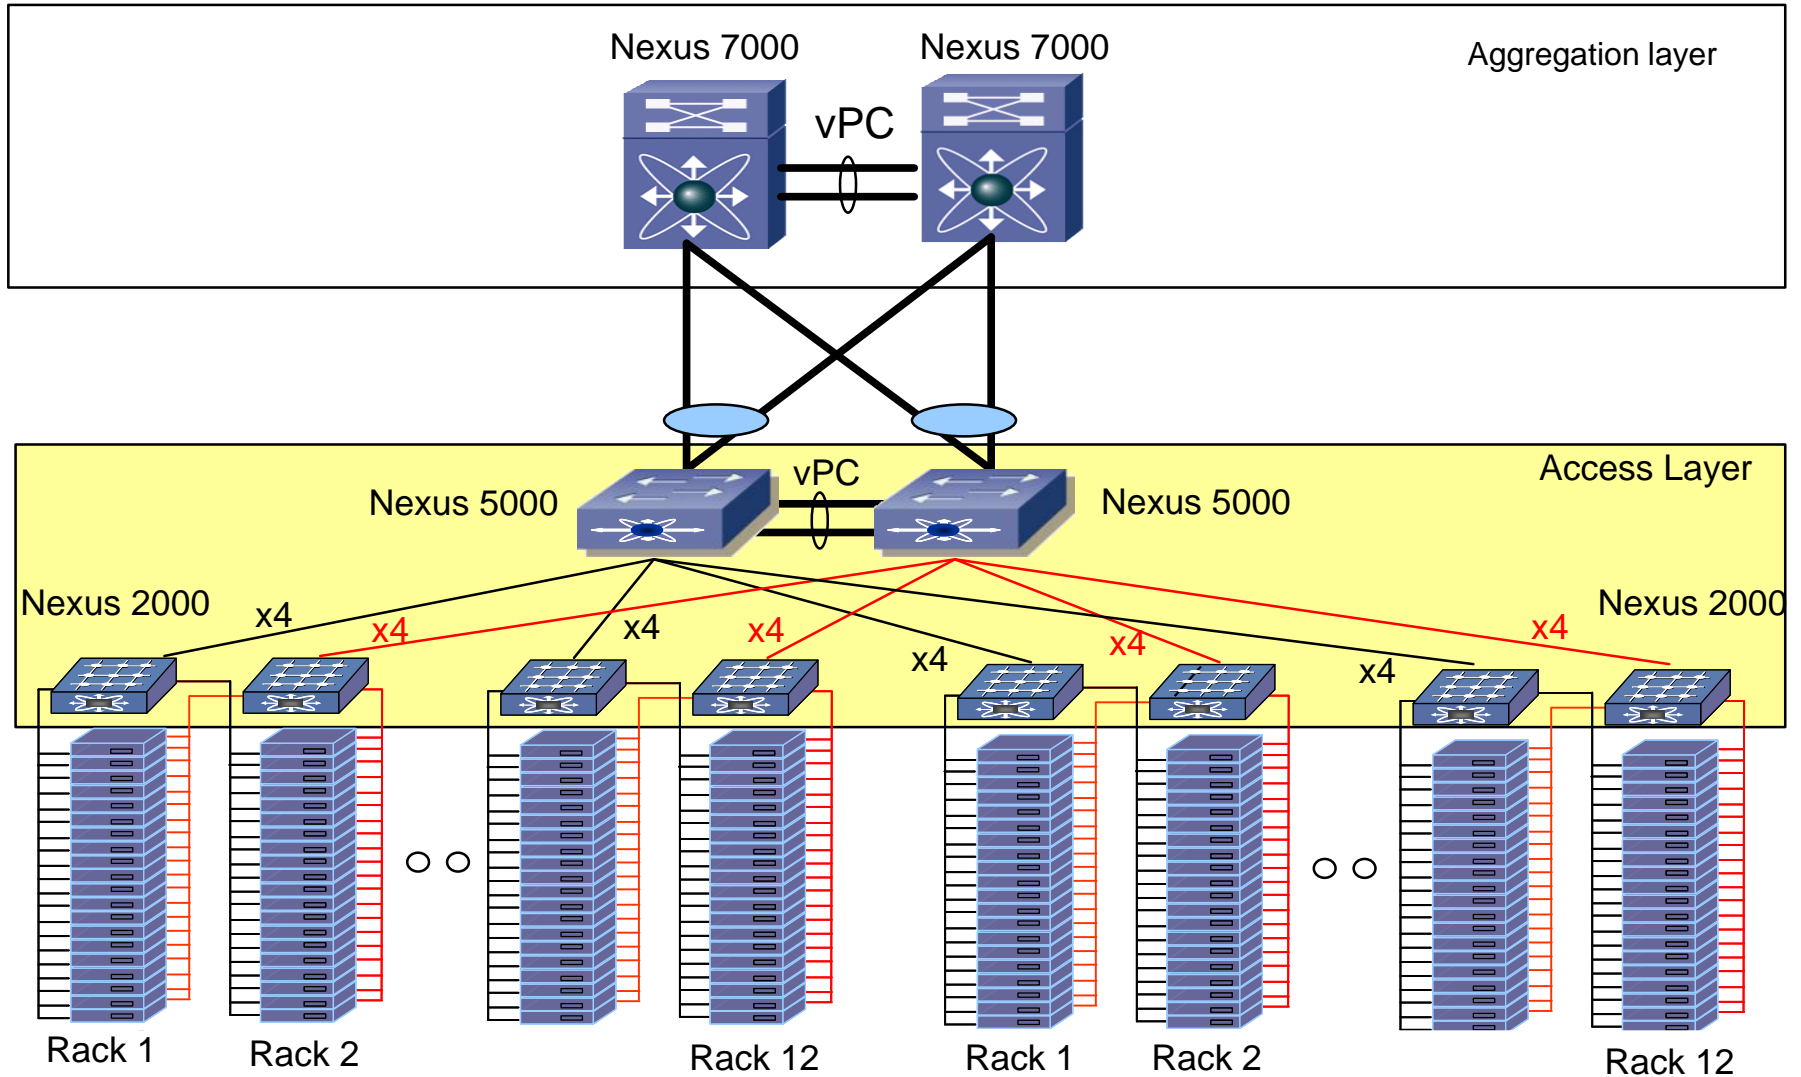 Nexus 7000
Nexus 7000
Aggregation layer
vPC
Access Layer
vPC
Nexus 5000
Nexus 5000
Nexus 2000
Nexus 2000
x4
x4
x4
x4
x4
x4
x4
x4
Rack 1
Rack 2
Rack 12
Rack 1
Rack 2
Rack 12